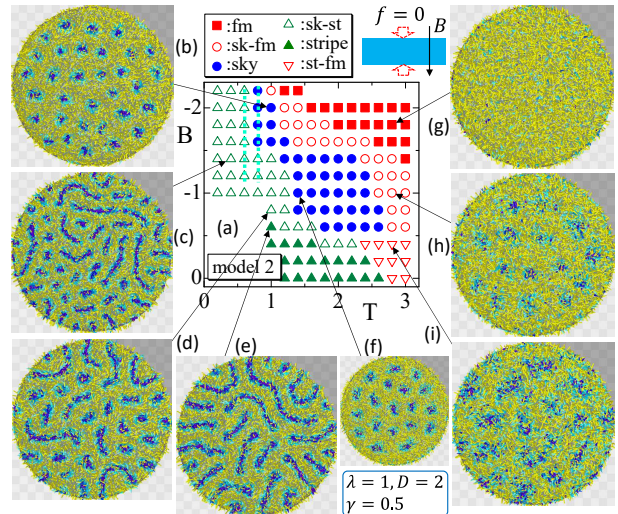 (b)
:fm
:sk-fm
:sky
:sk-st
:stripe
:st-fm
f = 0
B
-2
B
-1
0
(a)
model 2
0
1
2
3
T
(g)
(c)
(h)
(d)
(e)
(f)
(i)
λ = 1, D = 2
γ = 0.5